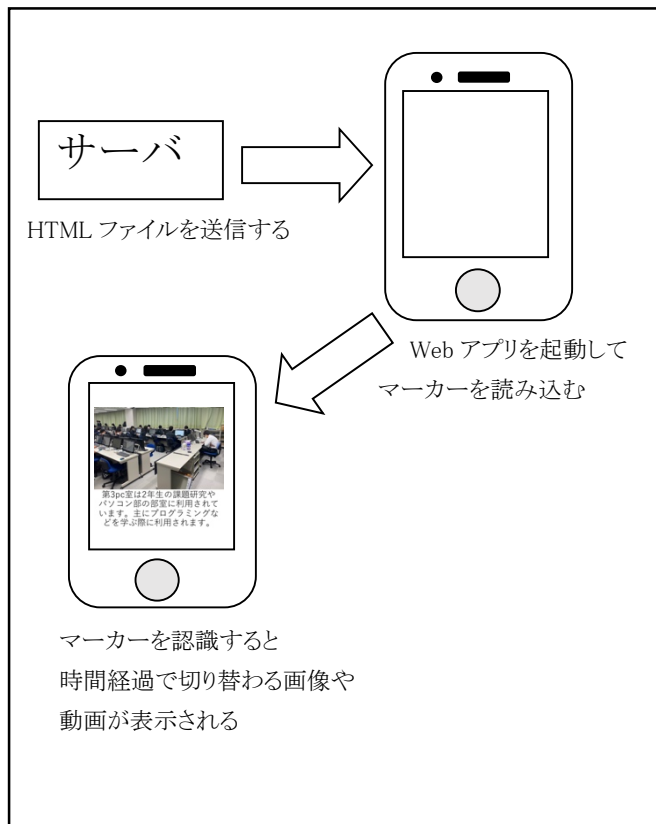 サーバ
HTML ファイルを送信する
Web アプリを起動して
マーカーを読み込む
第3pc室は2年生の課題研究や
パソコン部の部室に利用されて
います。主にプログラミングな
どを学ぶ際に利用されます。
マーカーを認識すると
時間経過で切り替わる画像や
動画が表示される